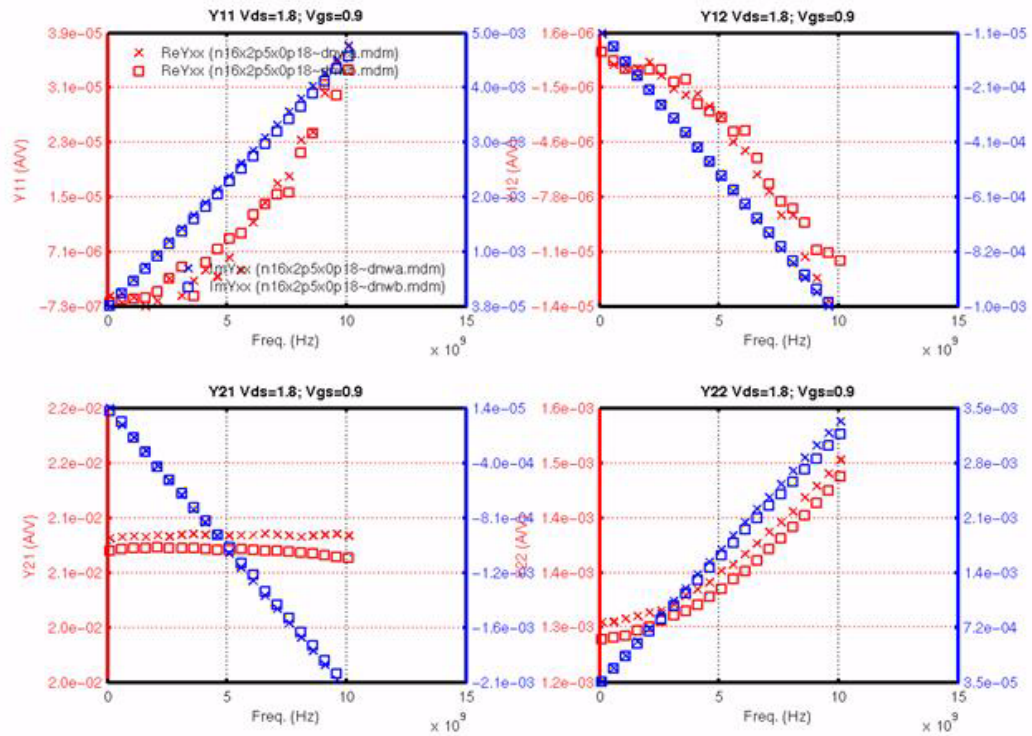 Y11 Vds=1.8; Vgs=0.9
3.9e-05
3.1e-05
2.3e-05
1.5e-05
7.1e-06
-7.3e-07
Y11 (A/V)
ReYxx (n16x2p5x0p18~dnwa.mdm)
ReYxx (n16x2p5x0p18~dnwb.mdm)
ImYxx (n16x2p5x0p18~dnwa.mdm)
ImYxx (n16x2p5x0p18~dnwb.mdm)
5.0e-03
4.0e-03
3.0e-03
2.0e-03
1.0e-03
3.8e-05
0 5 10 15
Freq. (Hz)
x 10^9
Y12 Vds=1.8; Vgs=0.9
1.6e-06
-1.5e-06
-4.6e-06
-7.8e-06
-1.1e-05
-1.4e-05
Y12 (A/V)
-1.1e-05
-2.1e-04
-4.1e-04
-6.1e-04
-8.2e-04
-1.0e-03
0 5 10 15
Freq. (Hz)
x 10^9
Y21 Vds=1.8; Vgs=0.9
2.2e-02
2.2e-02
2.1e-02
2.1e-02
2.0e-02
2.0e-02
Y21 (A/V)
1.4e-05
-4.0e-04
-8.1e-04
-1.2e-03
-1.6e-03
-2.1e-03
0 5 10 15
Freq. (Hz)
x 10^9
Y22 Vds=1.8; Vgs=0.9
1.6e-03
1.5e-03
1.4e-03
1.4e-03
1.3e-03
1.2e-03
Y22 (A/V)
3.5e-03
2.8e-03
2.1e-03
1.4e-03
7.2e-04
3.5e-05
0 5 10 15
Freq. (Hz)
x 10^9